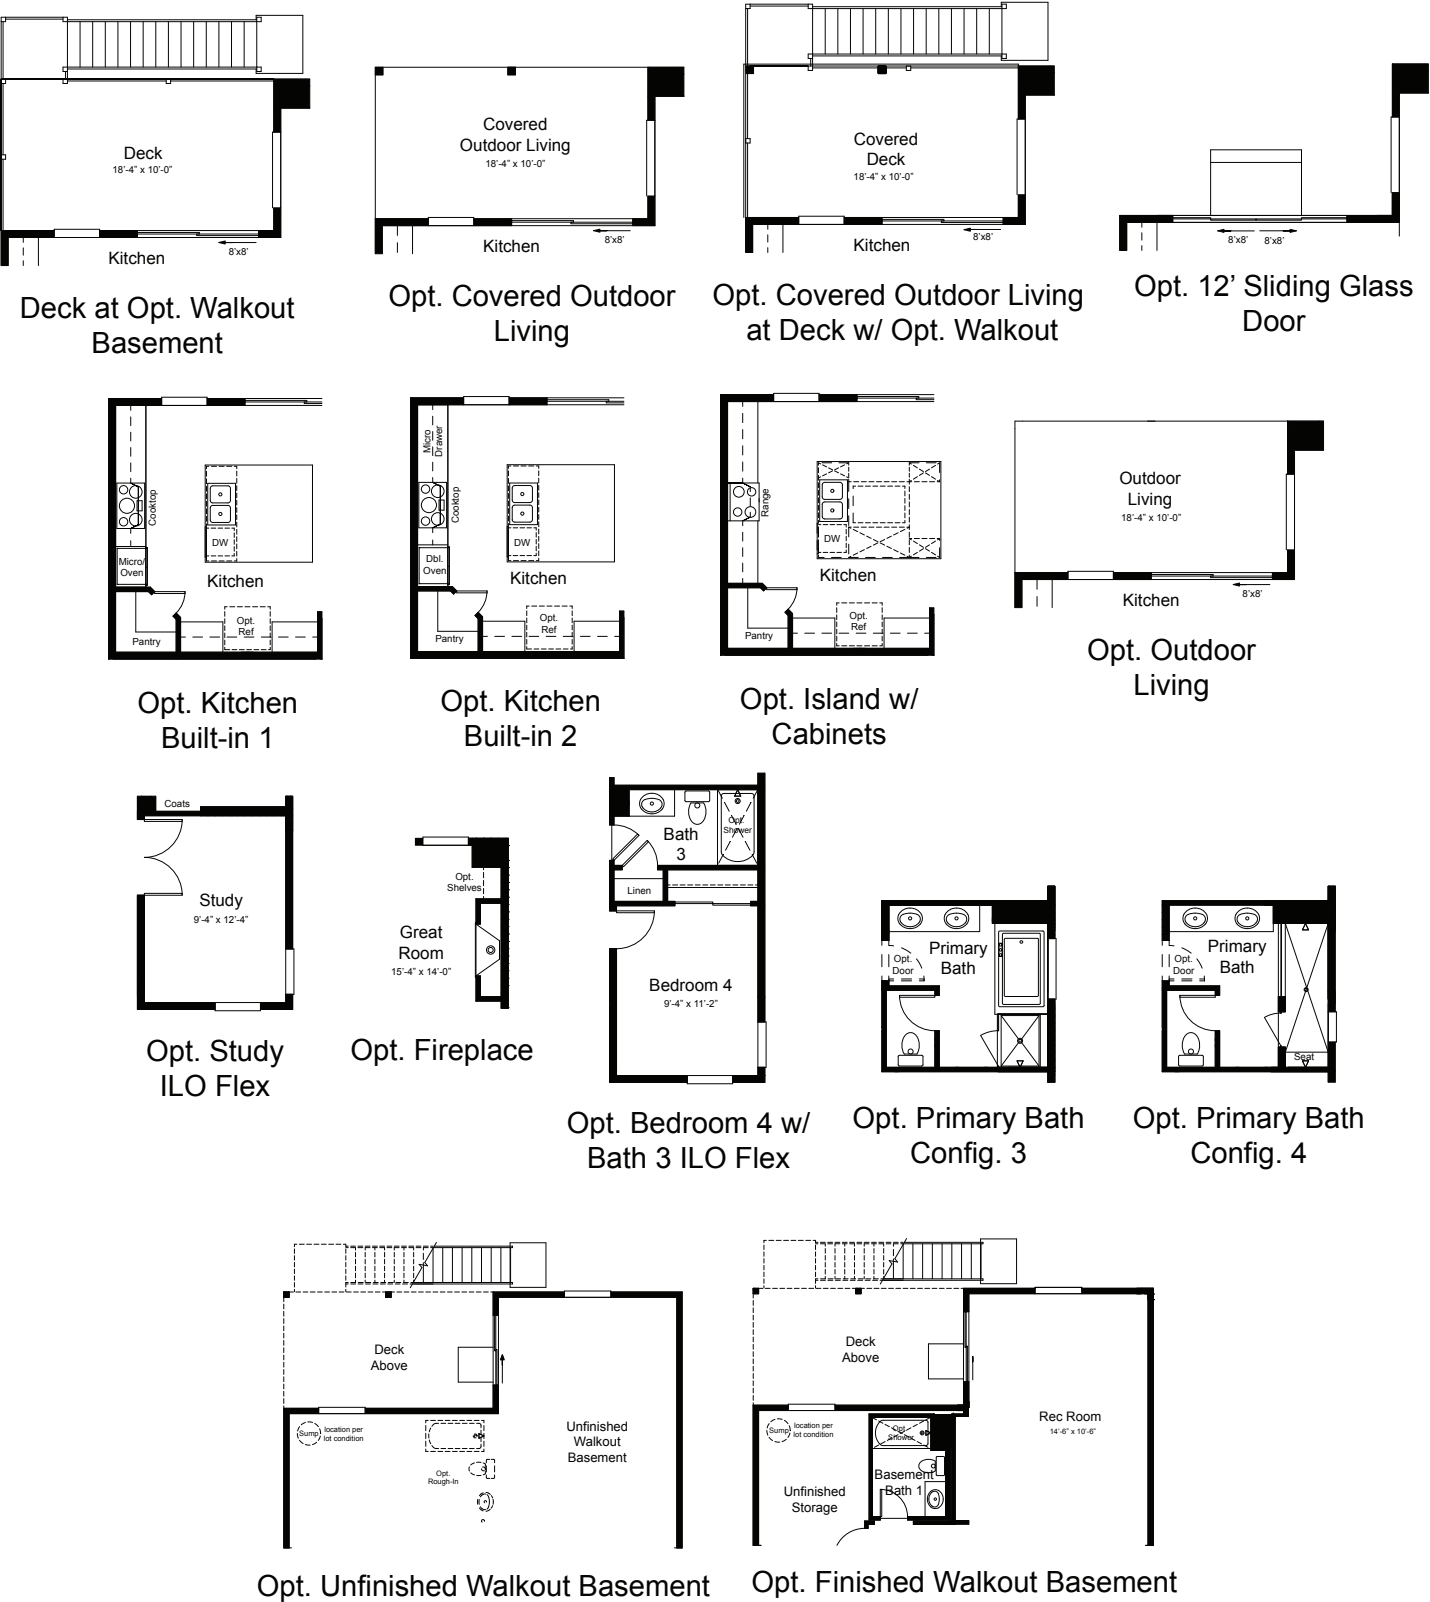 Deck
18'-4" x 10'-0"
Kitchen
8'x8'
Deck at Opt. Walkout
Basement
Covered
Outdoor Living
18'-4" x 10'-0"
Kitchen
8'x8'
Opt. Covered Outdoor
Living
Covered
Deck
18'-4" x 10'-0"
Kitchen
8'x8'
Opt. Covered Outdoor Living
at Deck w/ Opt. Walkout
8'x8'
8'x8'
Opt. 12’ Sliding Glass
Door
Cooktop
DW
Micro/
Oven
Kitchen
Opt.
Ref
Pantry
Opt. Kitchen
Built-in 1
Micro
Drawer
Cooktop
DW
Dbl.
Oven
Kitchen
Opt.
Ref
Pantry
Opt. Kitchen
Built-in 2
Range
DW
Kitchen
Opt.
Ref
Pantry
Opt. Island w/
Cabinets
Outdoor
Living
18'-4" x 10'-0"
Kitchen
8'x8'
Opt. Outdoor
Living
Coats
Study
9'-4" x 12'-4"
Opt. Study
ILO Flex
Opt.
Shelves
Great
Room
15'-4" x 14'-0"
Opt. Fireplace
Bath
3
Opt.
Shower
Linen
Bedroom 4
9'-4" x 11'-2"
Opt. Bedroom 4 w/
Bath 3 ILO Flex
Primary
Bath
Opt.
Door
Opt. Primary Bath
Config. 3
Primary
Bath
Opt.
Door
Seat
Opt. Primary Bath
Config. 4
Deck
Above
Sump
location per
lot condition
Opt.
Rough-In
Unfinished
Walkout
Basement
Opt. Unfinished Walkout Basement
Deck
Above
Sump
location per
lot condition
Opt.
Shower
Basement
Bath 1
Unfinished
Storage
Rec Room
14'-6" x 10'-6"
Opt. Finished Walkout Basement